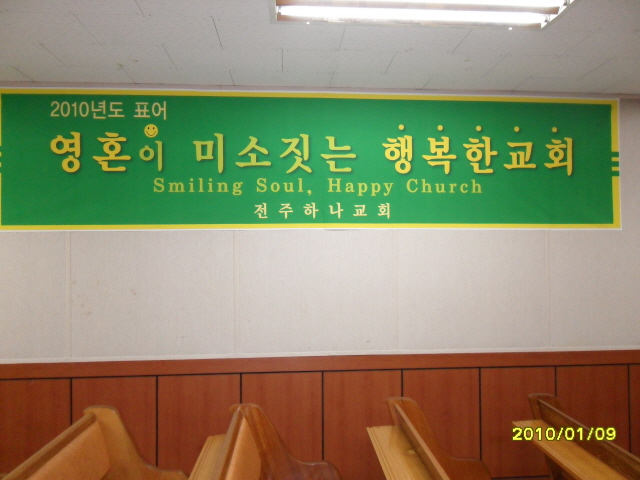 2010년도 표어
영혼이 미소짓는 행복한교회
Smiling Soul, Happy Church
전주하나교회
2010/01/09